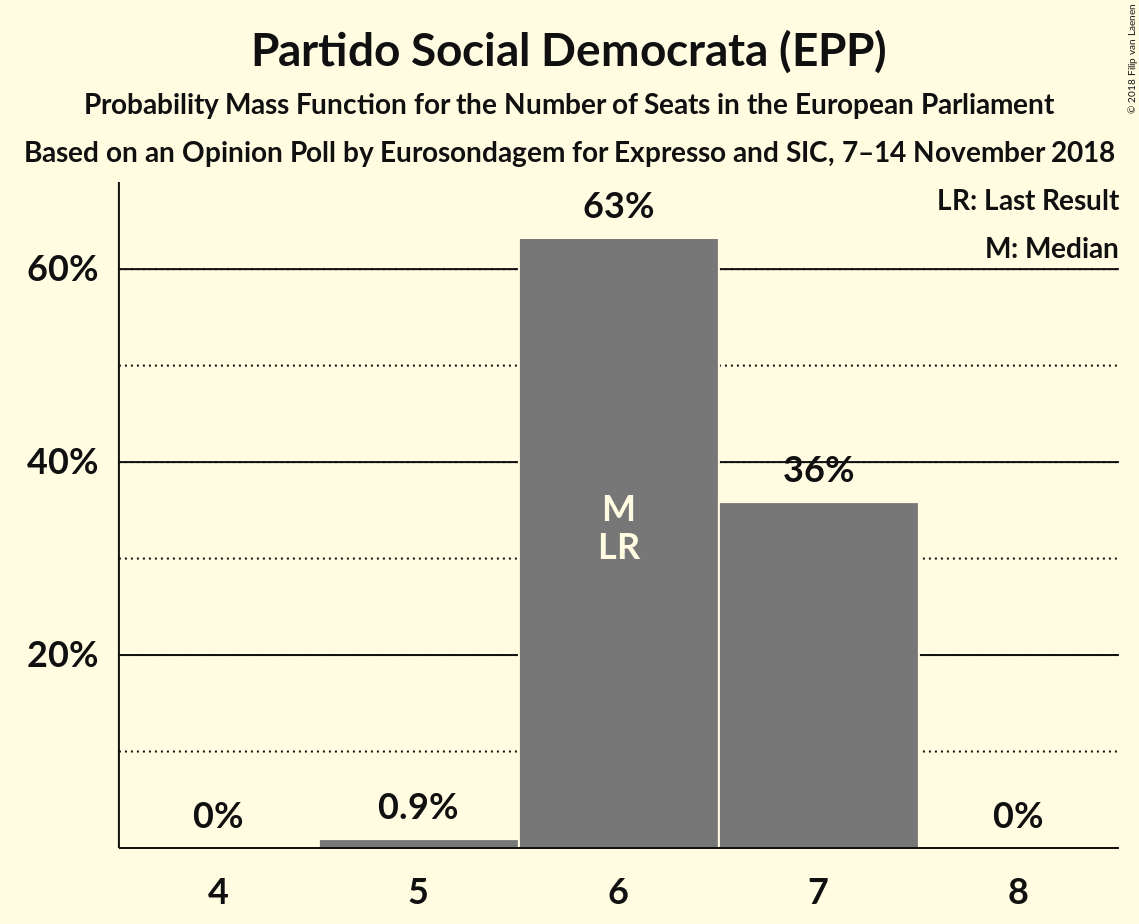 Partido Social Democrata (EPP)
Probability Mass Function for the Number of Seats in the European Parliament
Based on an Opinion Poll by Eurosondagem for Expresso and SIC, 7–14 November 2018
© 2018 Filip van Laenen
LR: Last Result
M: Median
63%
60%
40%
36%
M
LR
20%
0%
0.9%
0%
4
5
6
7
8